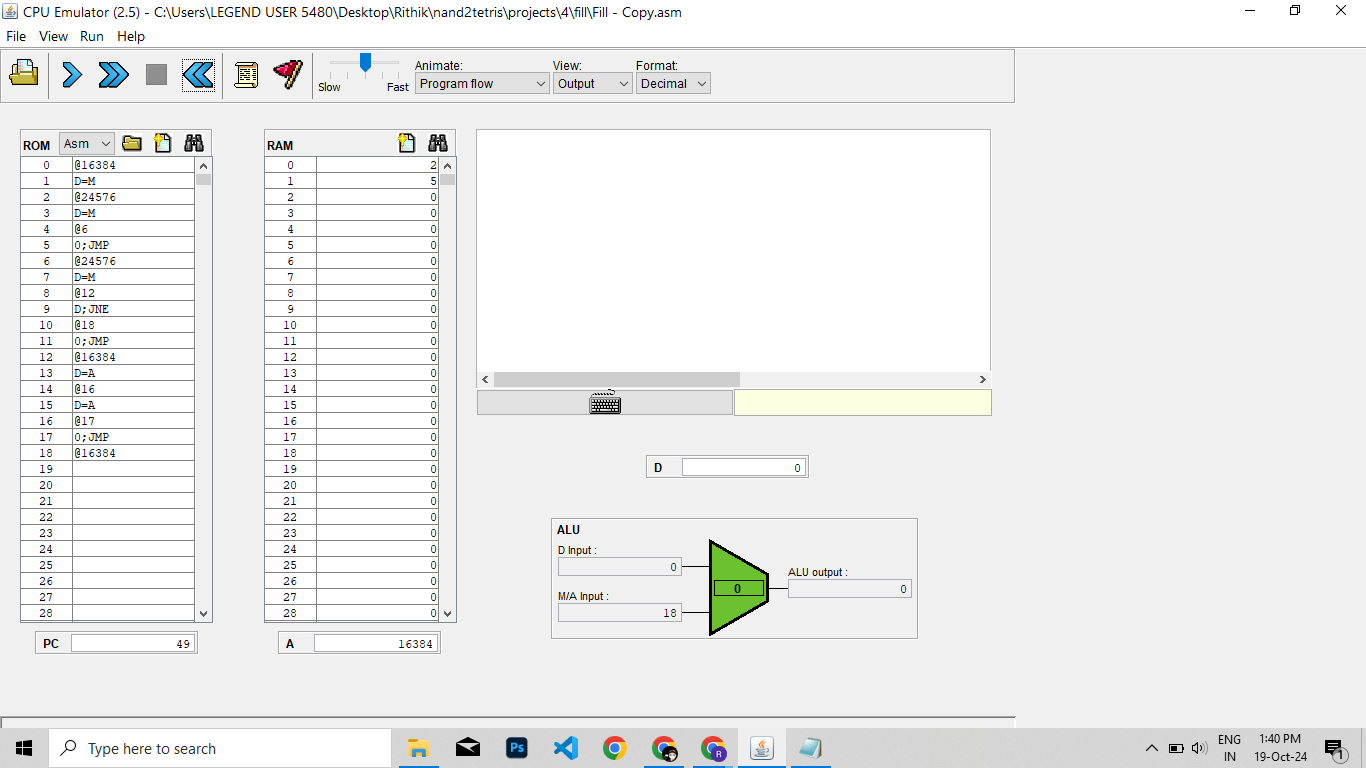 CPU Emulator (2.5) - C:\Users\LEGEND USER 5480\Desktop\Rithik\nand2tetris\projects\4\fill\Fill - Copy.asm
File View Run Help
Slow Fast
Animate: View: Format:
Program flow Output Decimal
ROM Asm
0 @16384
1 D=M
2 @24576
3 D=M
4 @6
5 0;JMP
6 @24576
7 D=M
8 @12
9 D;JNE
10 @18
11 0;JMP
12 @16384
13 D=A
14 @16
15 D=A
16 @17
17 0;JMP
18 @16384
19
20
21
22
23
24
25
26
27
28
PC 49
RAM
0 2
1 5
2 0
3 0
4 0
5 0
6 0
7 0
8 0
9 0
10 0
11 0
12 0
13 0
14 0
15 0
16 0
17 0
18 0
19 0
20 0
21 0
22 0
23 0
24 0
25 0
26 0
27 0
28 0
A 16384
D 0
ALU
D Input :
0
M/A Input :
18
0
ALU output :
0
Type here to search
Ps
R
ENG
IN
1:40 PM
19-Oct-24
1